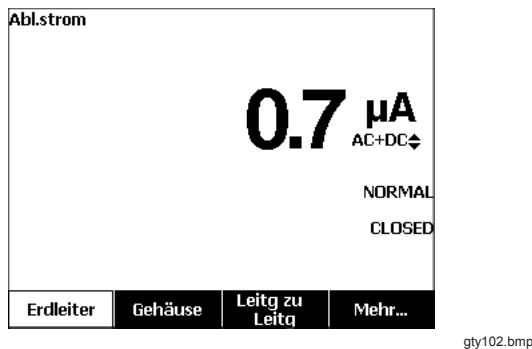 Abl.strom
0.7 µA
AC+DC
NORMAL
CLOSED
Erdleiter Gehäuse Leitg zu Leitg Mehr...
gty102.bmp